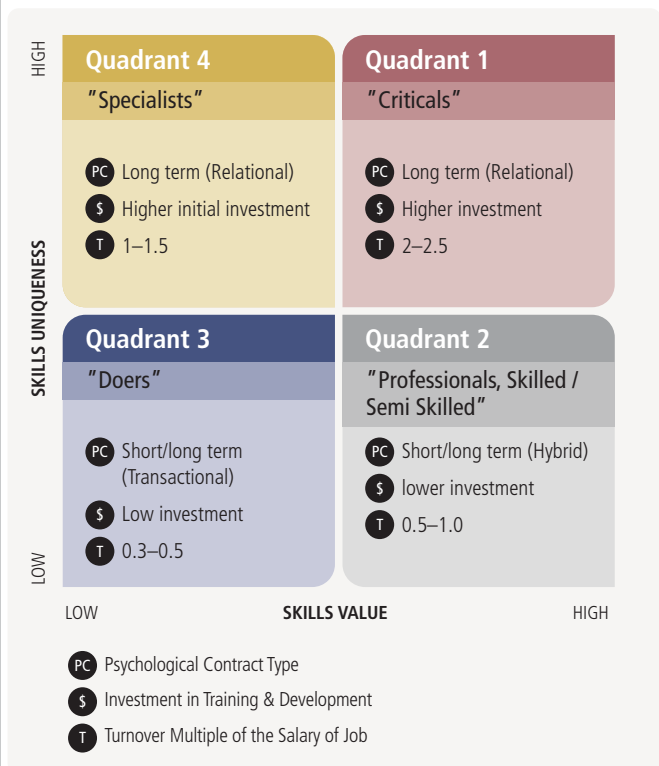 HIGH
SKILLS UNIQUENESS
LOW
Quadrant 4
"Specialists"
PC Long term (Relational)
$ Higher initial investment
T 1–1.5
Quadrant 1
"Criticals"
PC Long term (Relational)
$ Higher investment
T 2–2.5
Quadrant 3
"Doers"
PC Short/long term
(Transactional)
$ Low investment
T 0.3–0.5
Quadrant 2
"Professionals, Skilled /
Semi Skilled"
PC Short/long term (Hybrid)
$ lower investment
T 0.5–1.0
LOW SKILLS VALUE HIGH
PC Psychological Contract Type
$ Investment in Training & Development
T Turnover Multiple of the Salary of Job